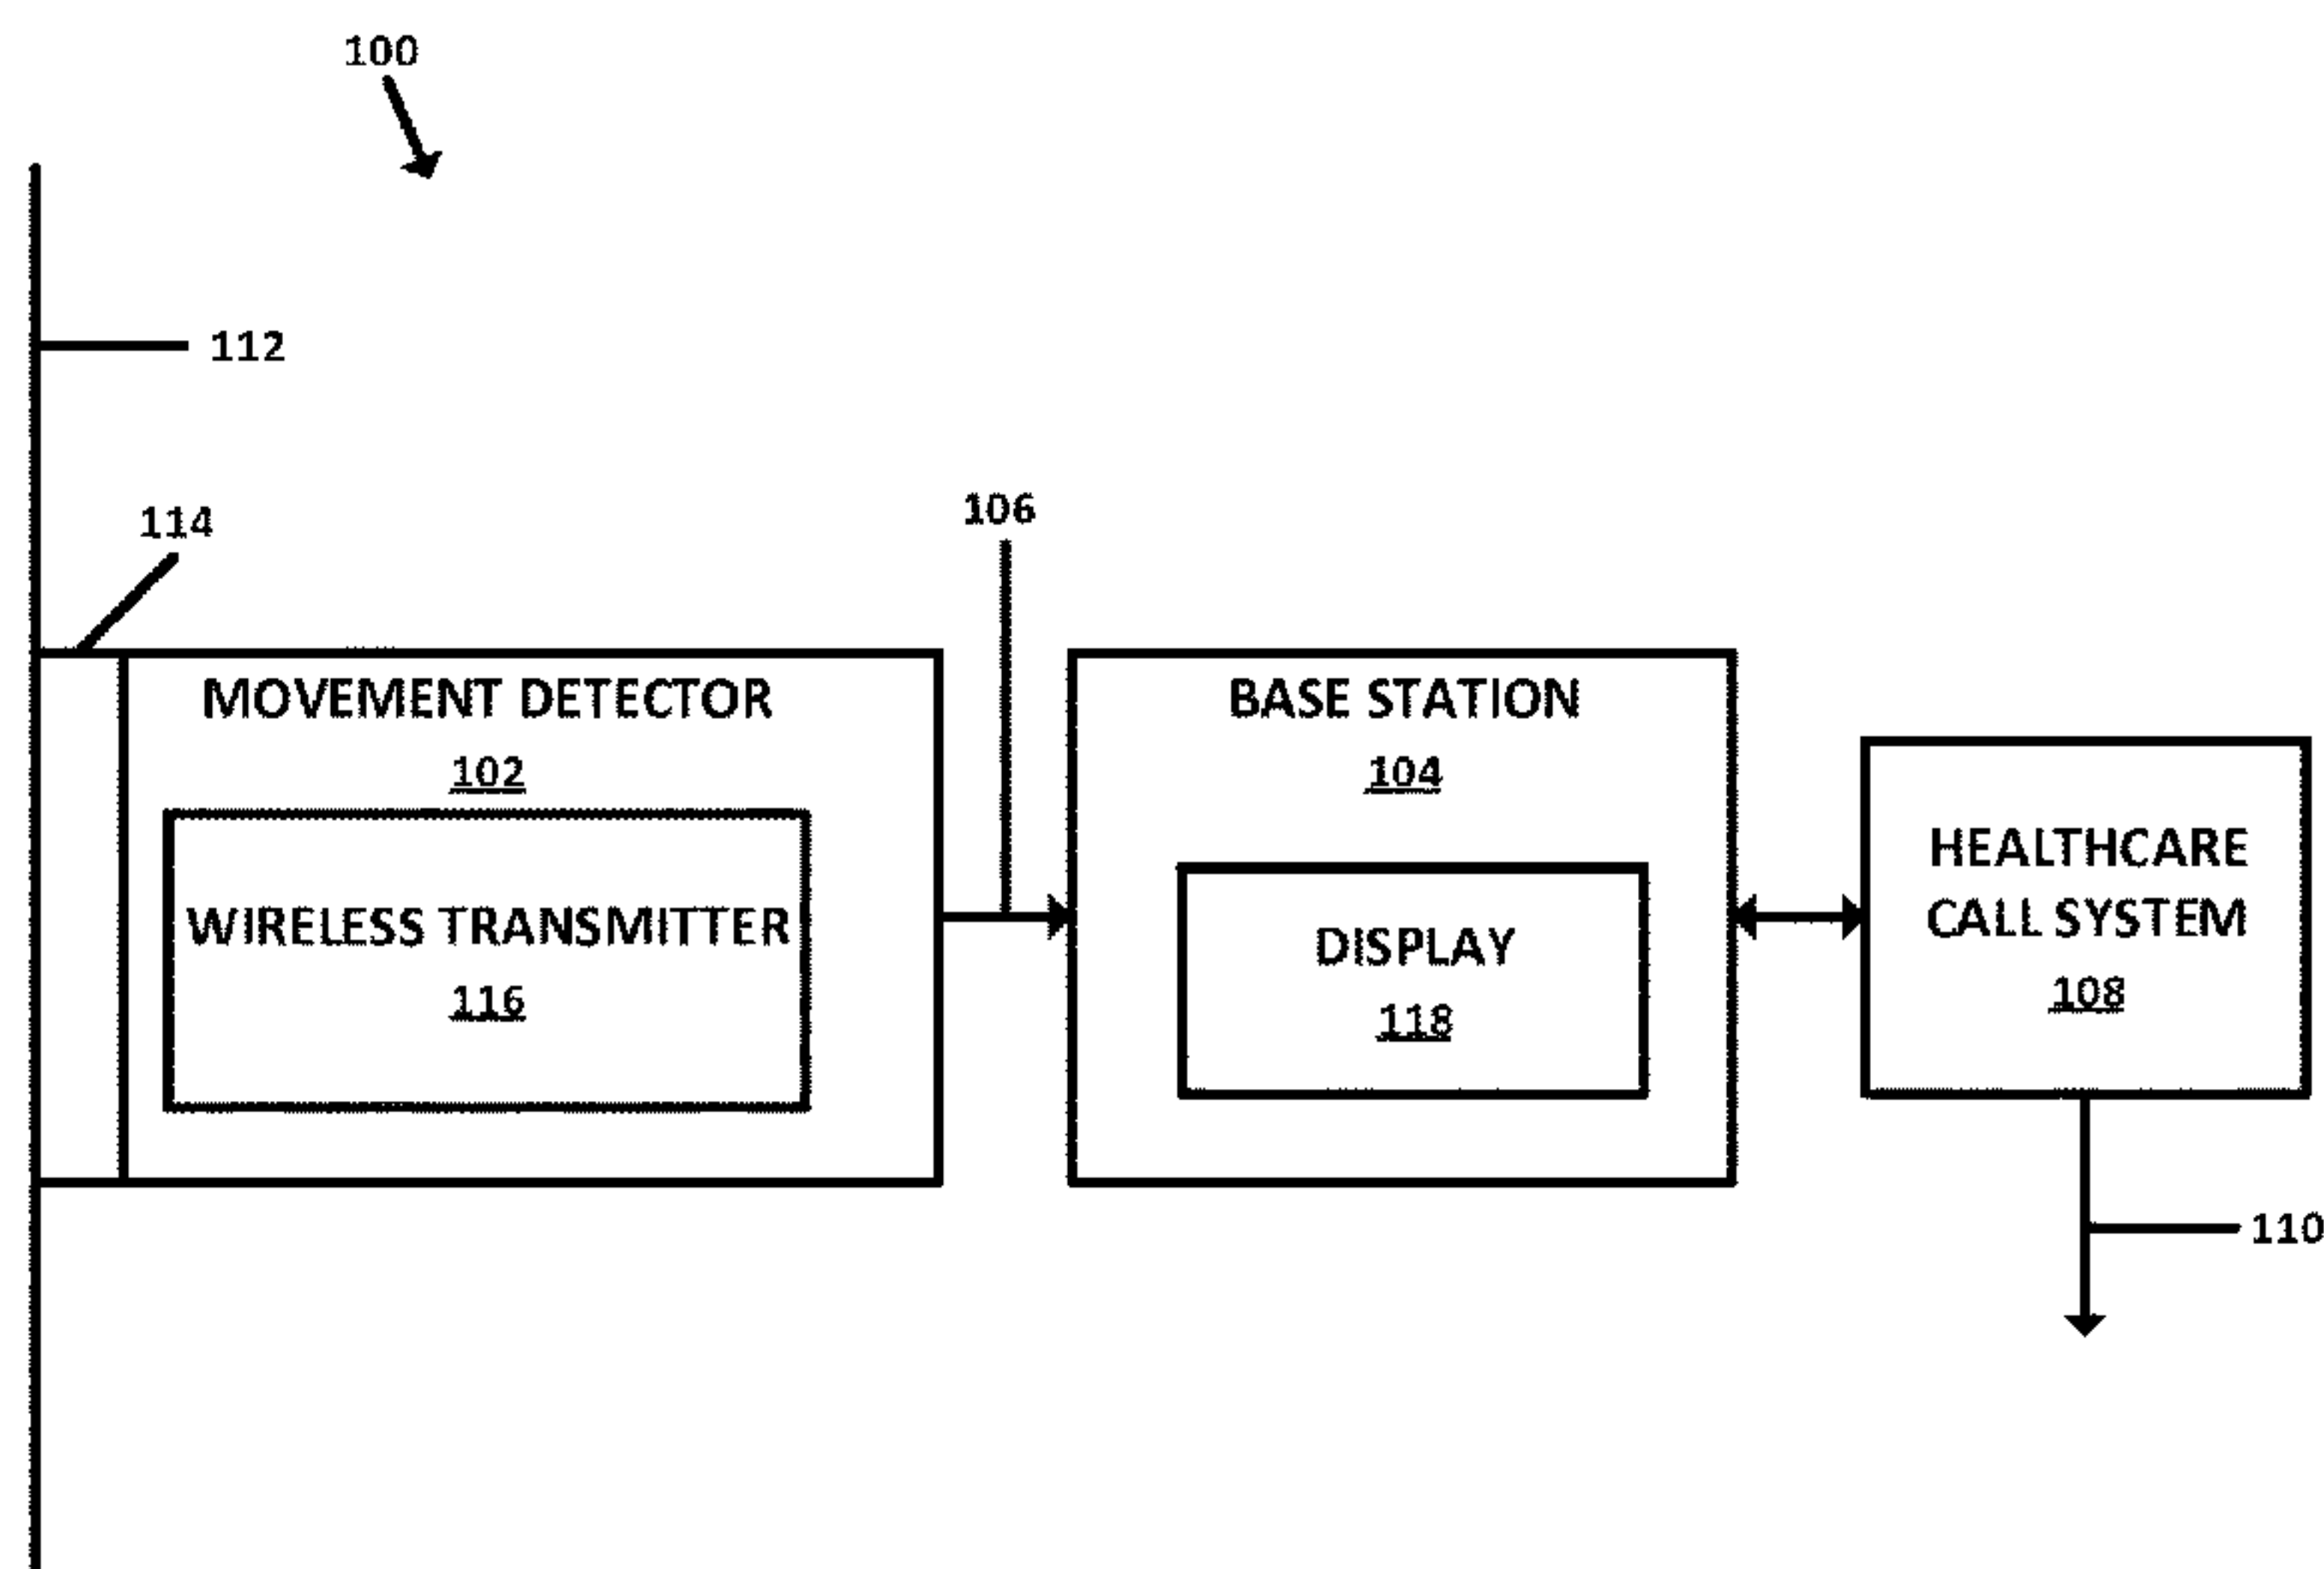 100
112
114
106
MOVEMENT DETECTOR
102
WIRELESS TRANSMITTER
116
BASE STATION
104
DISPLAY
118
HEALTHCARE
CALL SYSTEM
108
110